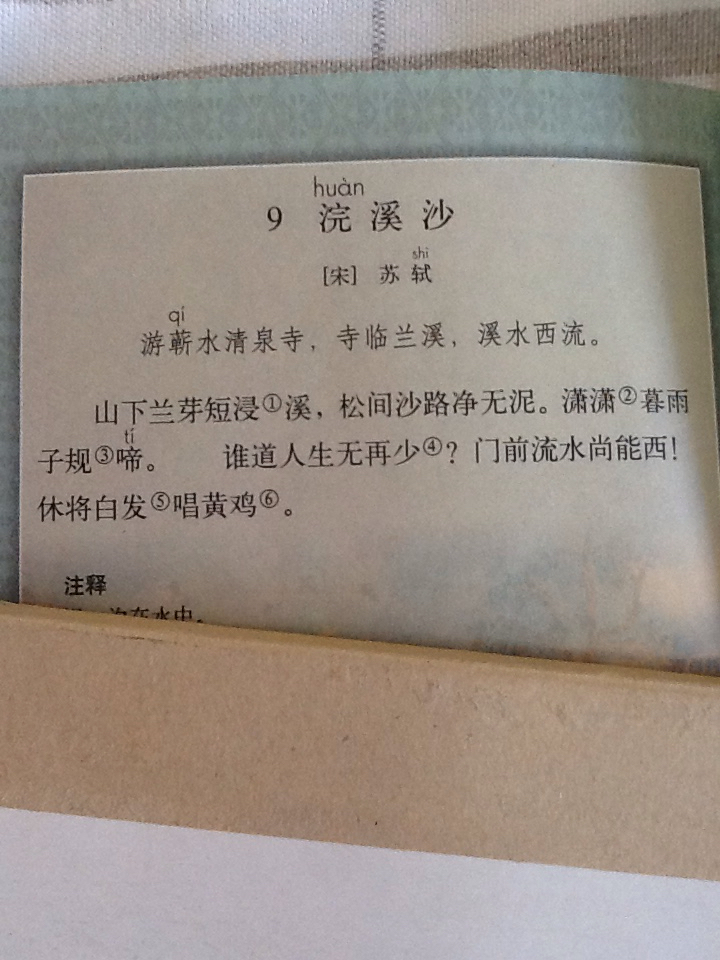 huàn
9 浣溪沙
shì
[宋] 苏轼
qí
游蕲水清泉寺，寺临兰溪，溪水西流。
山下兰芽短浸①溪，松间沙路净无泥。潇潇②暮雨
tí
子规③啼。 谁道人生无再少④？门前流水尚能西！
休将白发⑤唱黄鸡⑥。
注释
在水中。